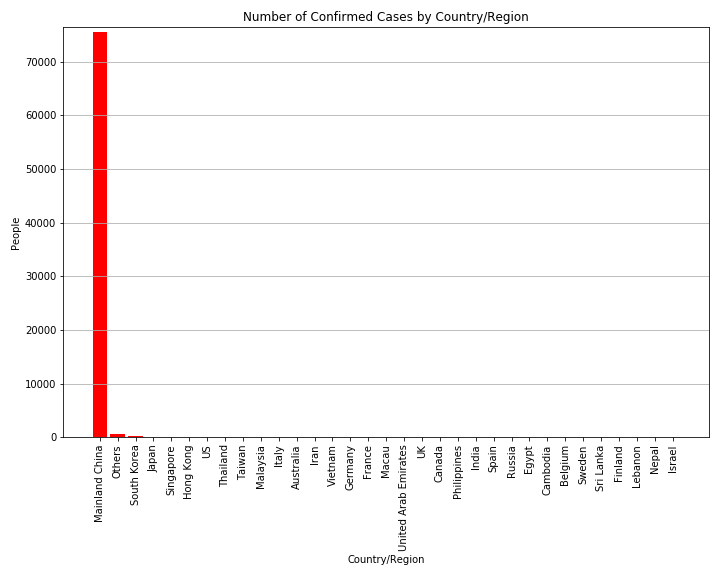 Number of Confirmed Cases by Country/Region
70000
60000
50000
40000
30000
20000
10000
0
People
Mainland China
Others
South Korea
Japan
Singapore
Hong Kong
US
Thailand
Taiwan
Malaysia
Italy
Australia
Iran
Vietnam
Germany
France
Macau
United Arab Emirates
UK
Canada
Philippines
India
Spain
Russia
Egypt
Cambodia
Belgium
Sweden
Sri Lanka
Finland
Lebanon
Nepal
Israel
Country/Region